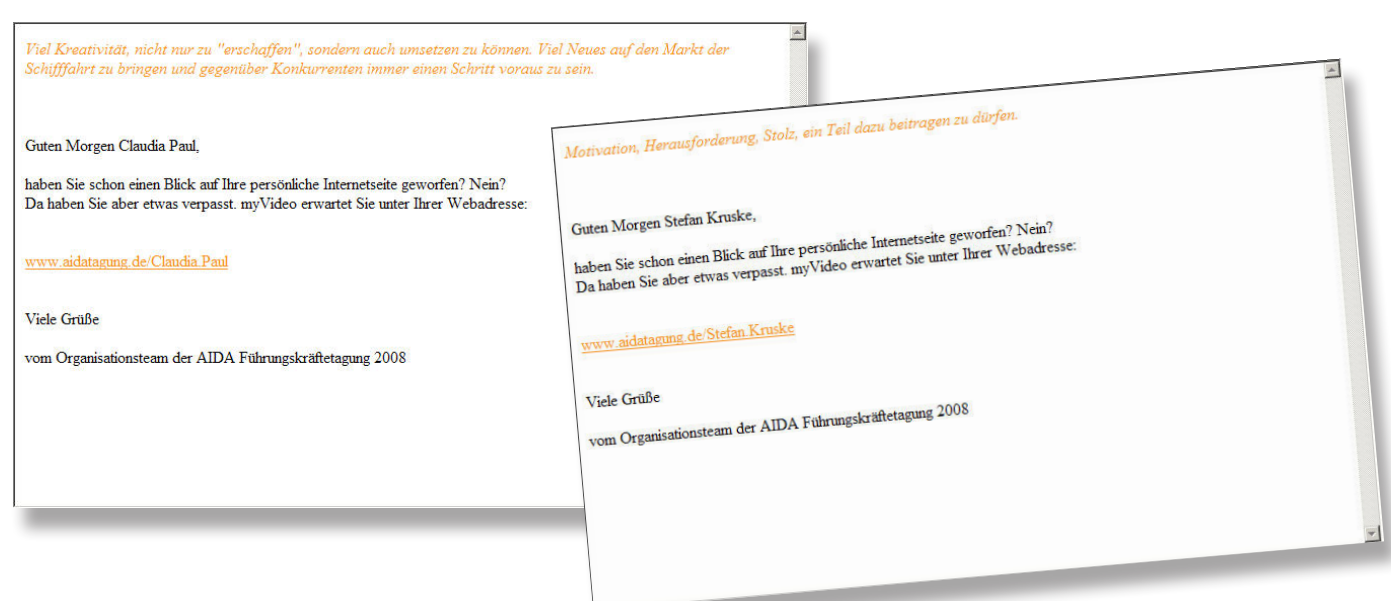 Viel Kreativität, nicht nur zu "erschaffen", sondern auch umsetzen zu können. Viel Neues auf den Markt der
Schifffahrt zu bringen und gegenüber Konkurrenten immer einen Schritt voraus zu sein.
Guten Morgen Claudia Paul,
haben Sie schon einen Blick auf Ihre persönliche Internetseite geworfen? Nein?
Da haben Sie aber etwas verpasst. myVideo erwartet Sie unter Ihrer Webadresse:
www.aidatagung.de/Claudia.Paul
Viele Grüße
vom Organisationsteam der AIDA Führungskräftetagung 2008
Motivation, Herausforderung, Stolz, ein Teil dazu beitragen zu dürfen.
Guten Morgen Stefan Kruske,
haben Sie schon einen Blick auf Ihre persönliche Internetseite geworfen? Nein?
Da haben Sie aber etwas verpasst. myVideo erwartet Sie unter Ihrer Webadresse:
www.aidatagung.de/Stefan.Kruske
Viele Grüße
vom Organisationsteam der AIDA Führungskräftetagung 2008